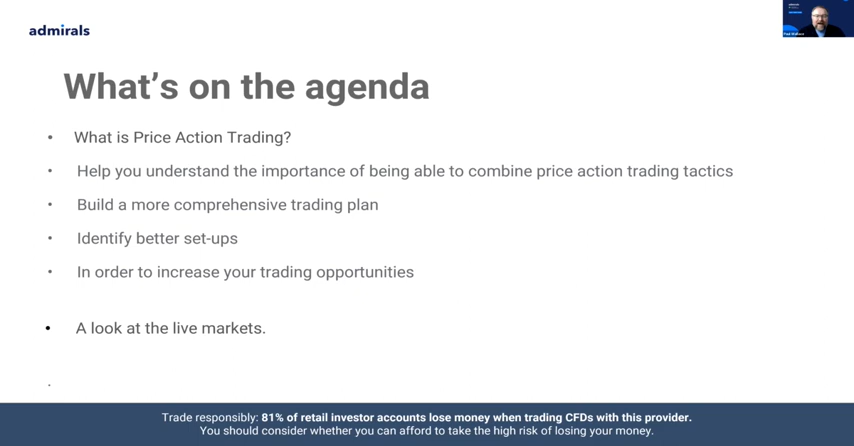 admirals
What's on the agenda
• What is Price Action Trading?
• Help you understand the importance of being able to combine price action trading tactics
• Build a more comprehensive trading plan
• Identify better set-ups
• In order to increase your trading opportunities
• A look at the live markets.
.
Trade responsibly: 81% of retail investor accounts lose money when trading CFDs with this provider.
You should consider whether you can afford to take the high risk of losing your money.